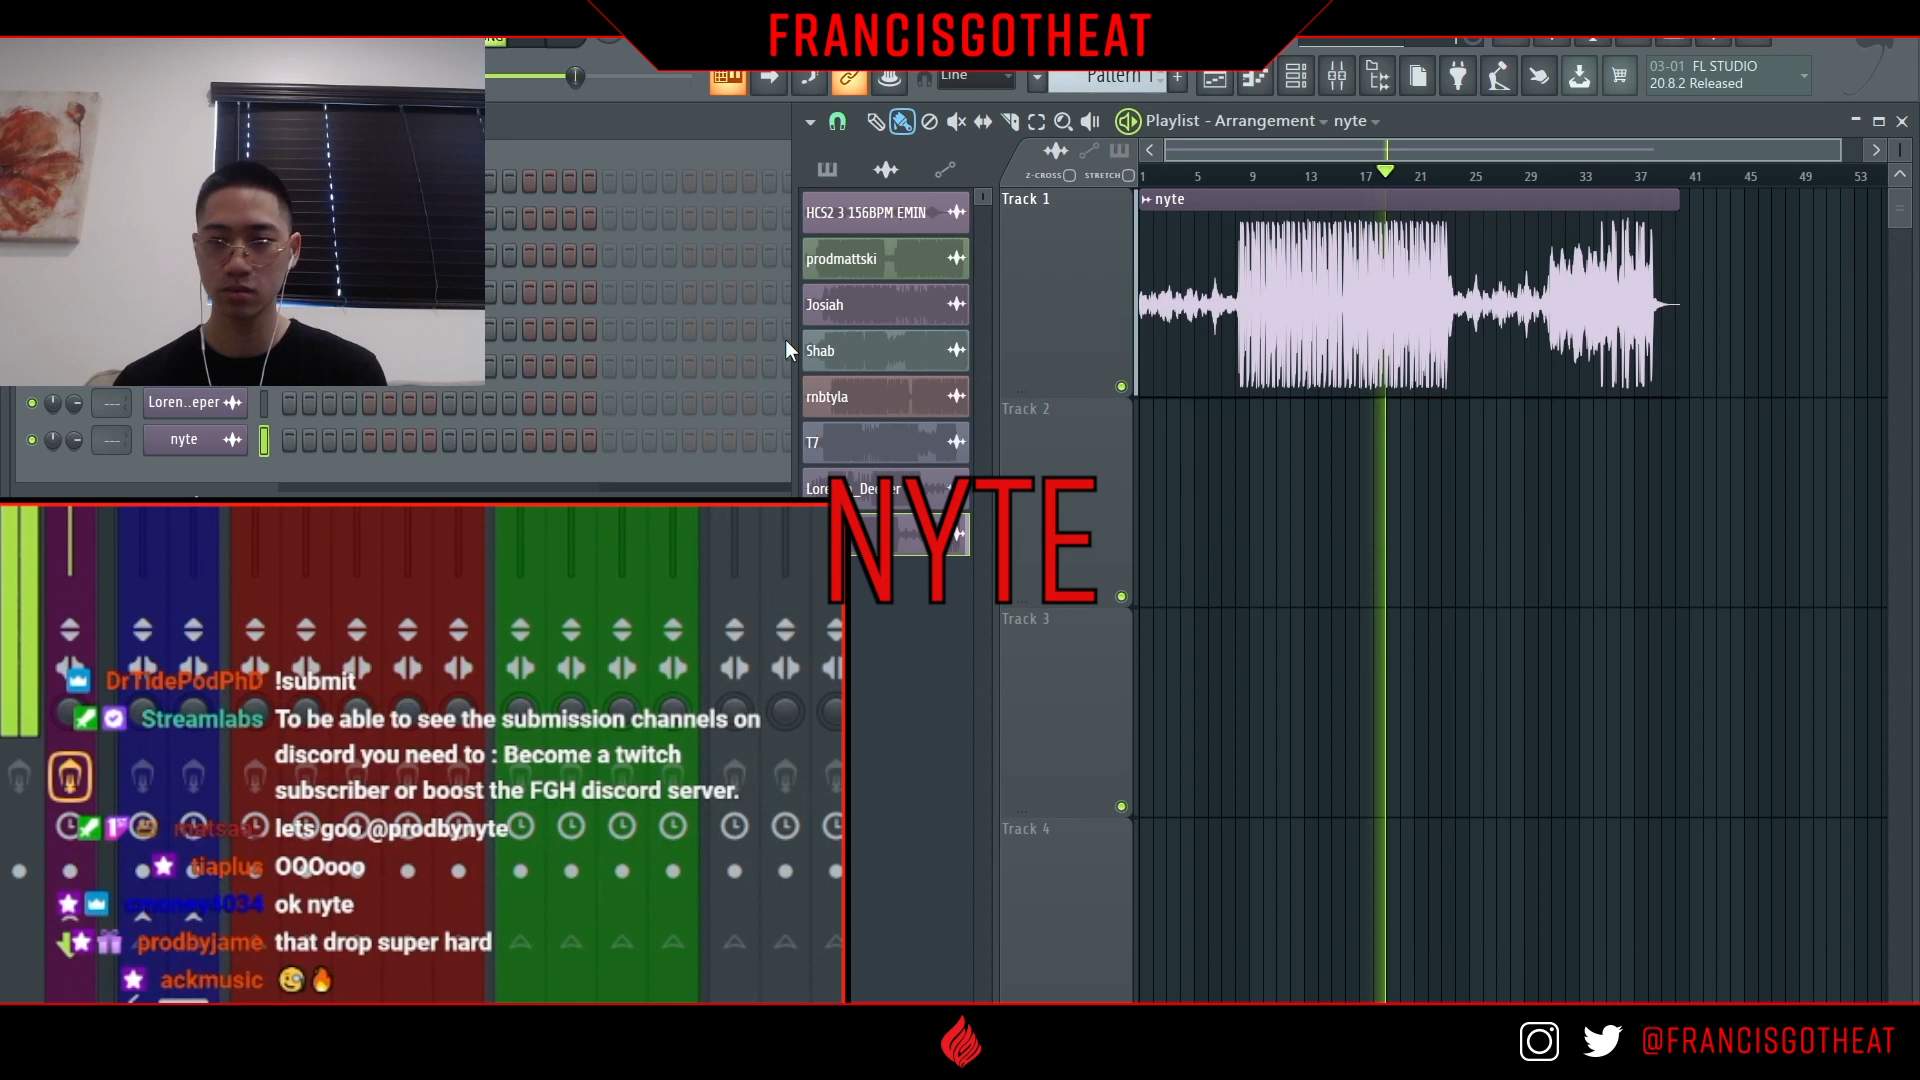 FRANCISGOTHEAT
Line
Pattern 1
03-01 FL STUDIO
20.8.2 Released
Playlist - Arrangement
nyte
Z-CROSS
STRETCH
1 5 9 13 17 21 25 29 33 37 41 45 49 53
HCS2 3 156BPM EMIN
prodmattski
Josiah
Shab
rnbtyla
T7
Track 1
nyte
Track 2
Track 3
Track 4
Loren..eper
nyte
NYTE
DrTidePodPhD !submit
Streamlabs To be able to see the submission channels on
discord you need to : Become a twitch
subscriber or boost the FGH discord server.
lets goo @prodbynyte
tiaplus OOOooo
cmoney4034 ok nyte
prodbyjame that drop super hard
ackmusic 🧐🔥
@FRANCISGOTHEAT